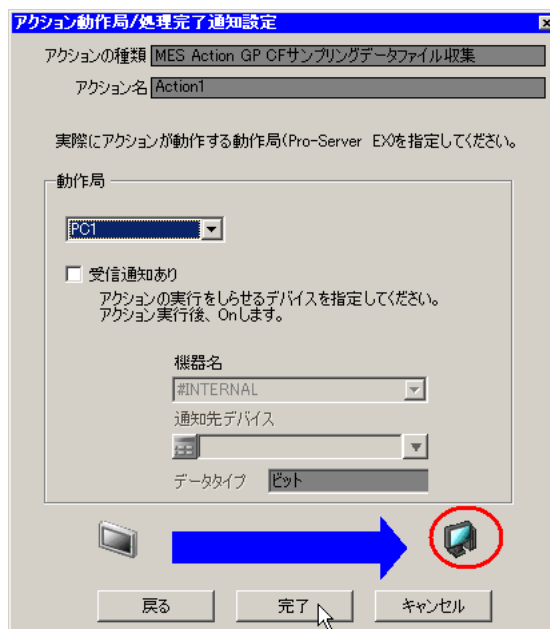 アクション動作局/処理完了通知設定
アクションの種類 MES Action GP CFサンプリングデータファイル収集
アクション名 Action1
実際にアクションが動作する動作局(Pro-Server EX)を指定してください。
動作局
PC1
受信通知あり
アクションの実行をしらせるデバイスを指定してください。
アクション実行後、Onします。
機器名
#INTERNAL
通知先デバイス
データタイプ ビット
戻る 完了 キャンセル